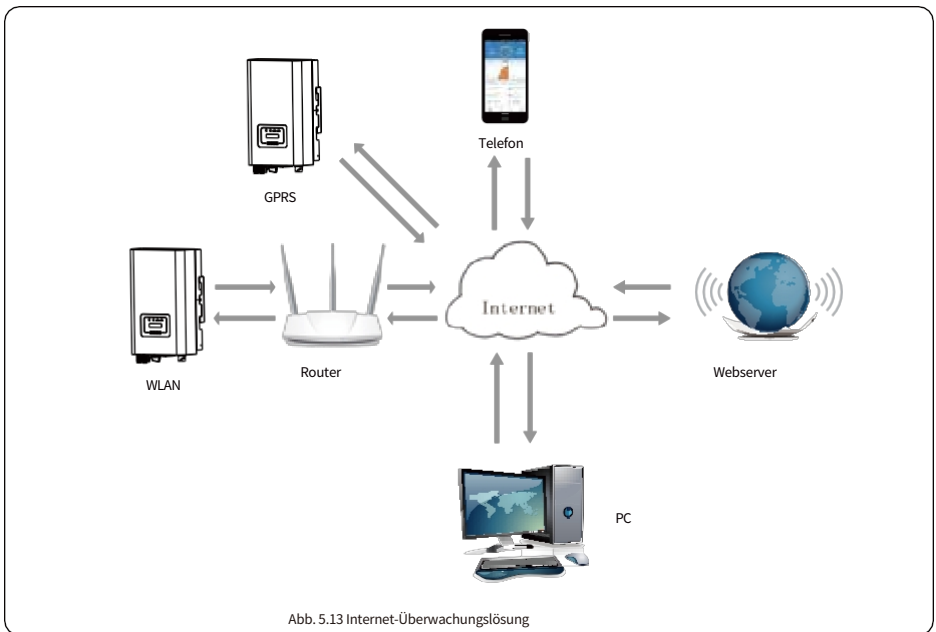 Telefon
GPRS
Internet
Router
WLAN
Webserver
PC
Abb. 5.13 Internet-Überwachungslösung